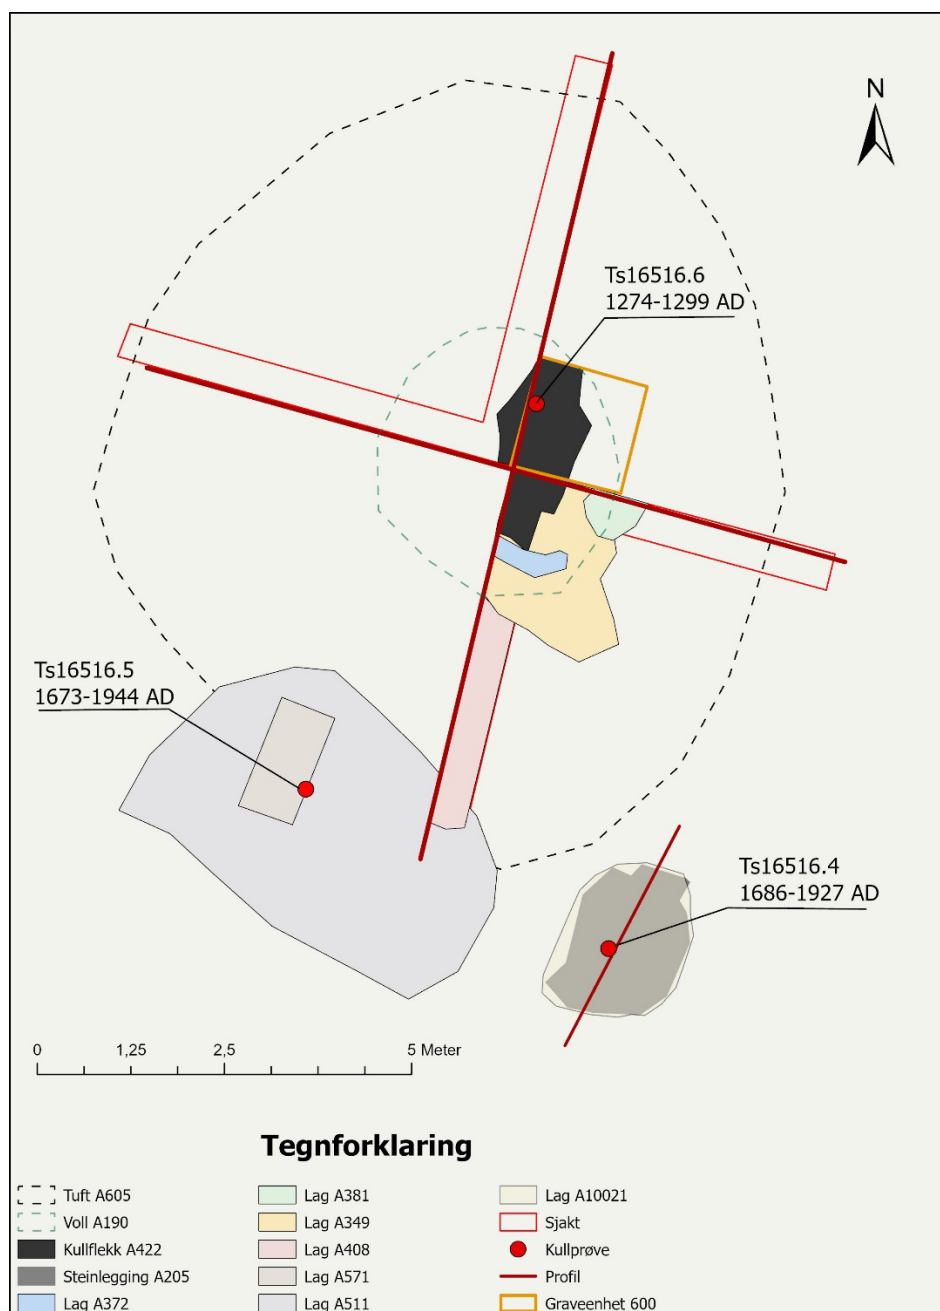 N
Ts16516.6
1274-1299 AD
Ts16516.5
1673-1944 AD
Ts16516.4
1686-1927 AD
0 1,25 2,5 5 Meter
Tegnforklaring
Tuft A605
Voll A190
Kullflekk A422
Steinlegging A205
Lag A372
Lag A381
Lag A349
Lag A408
Lag A571
Lag A511
Lag A10021
Sjakt
Kullprøve
Profil
Graveenhet 600